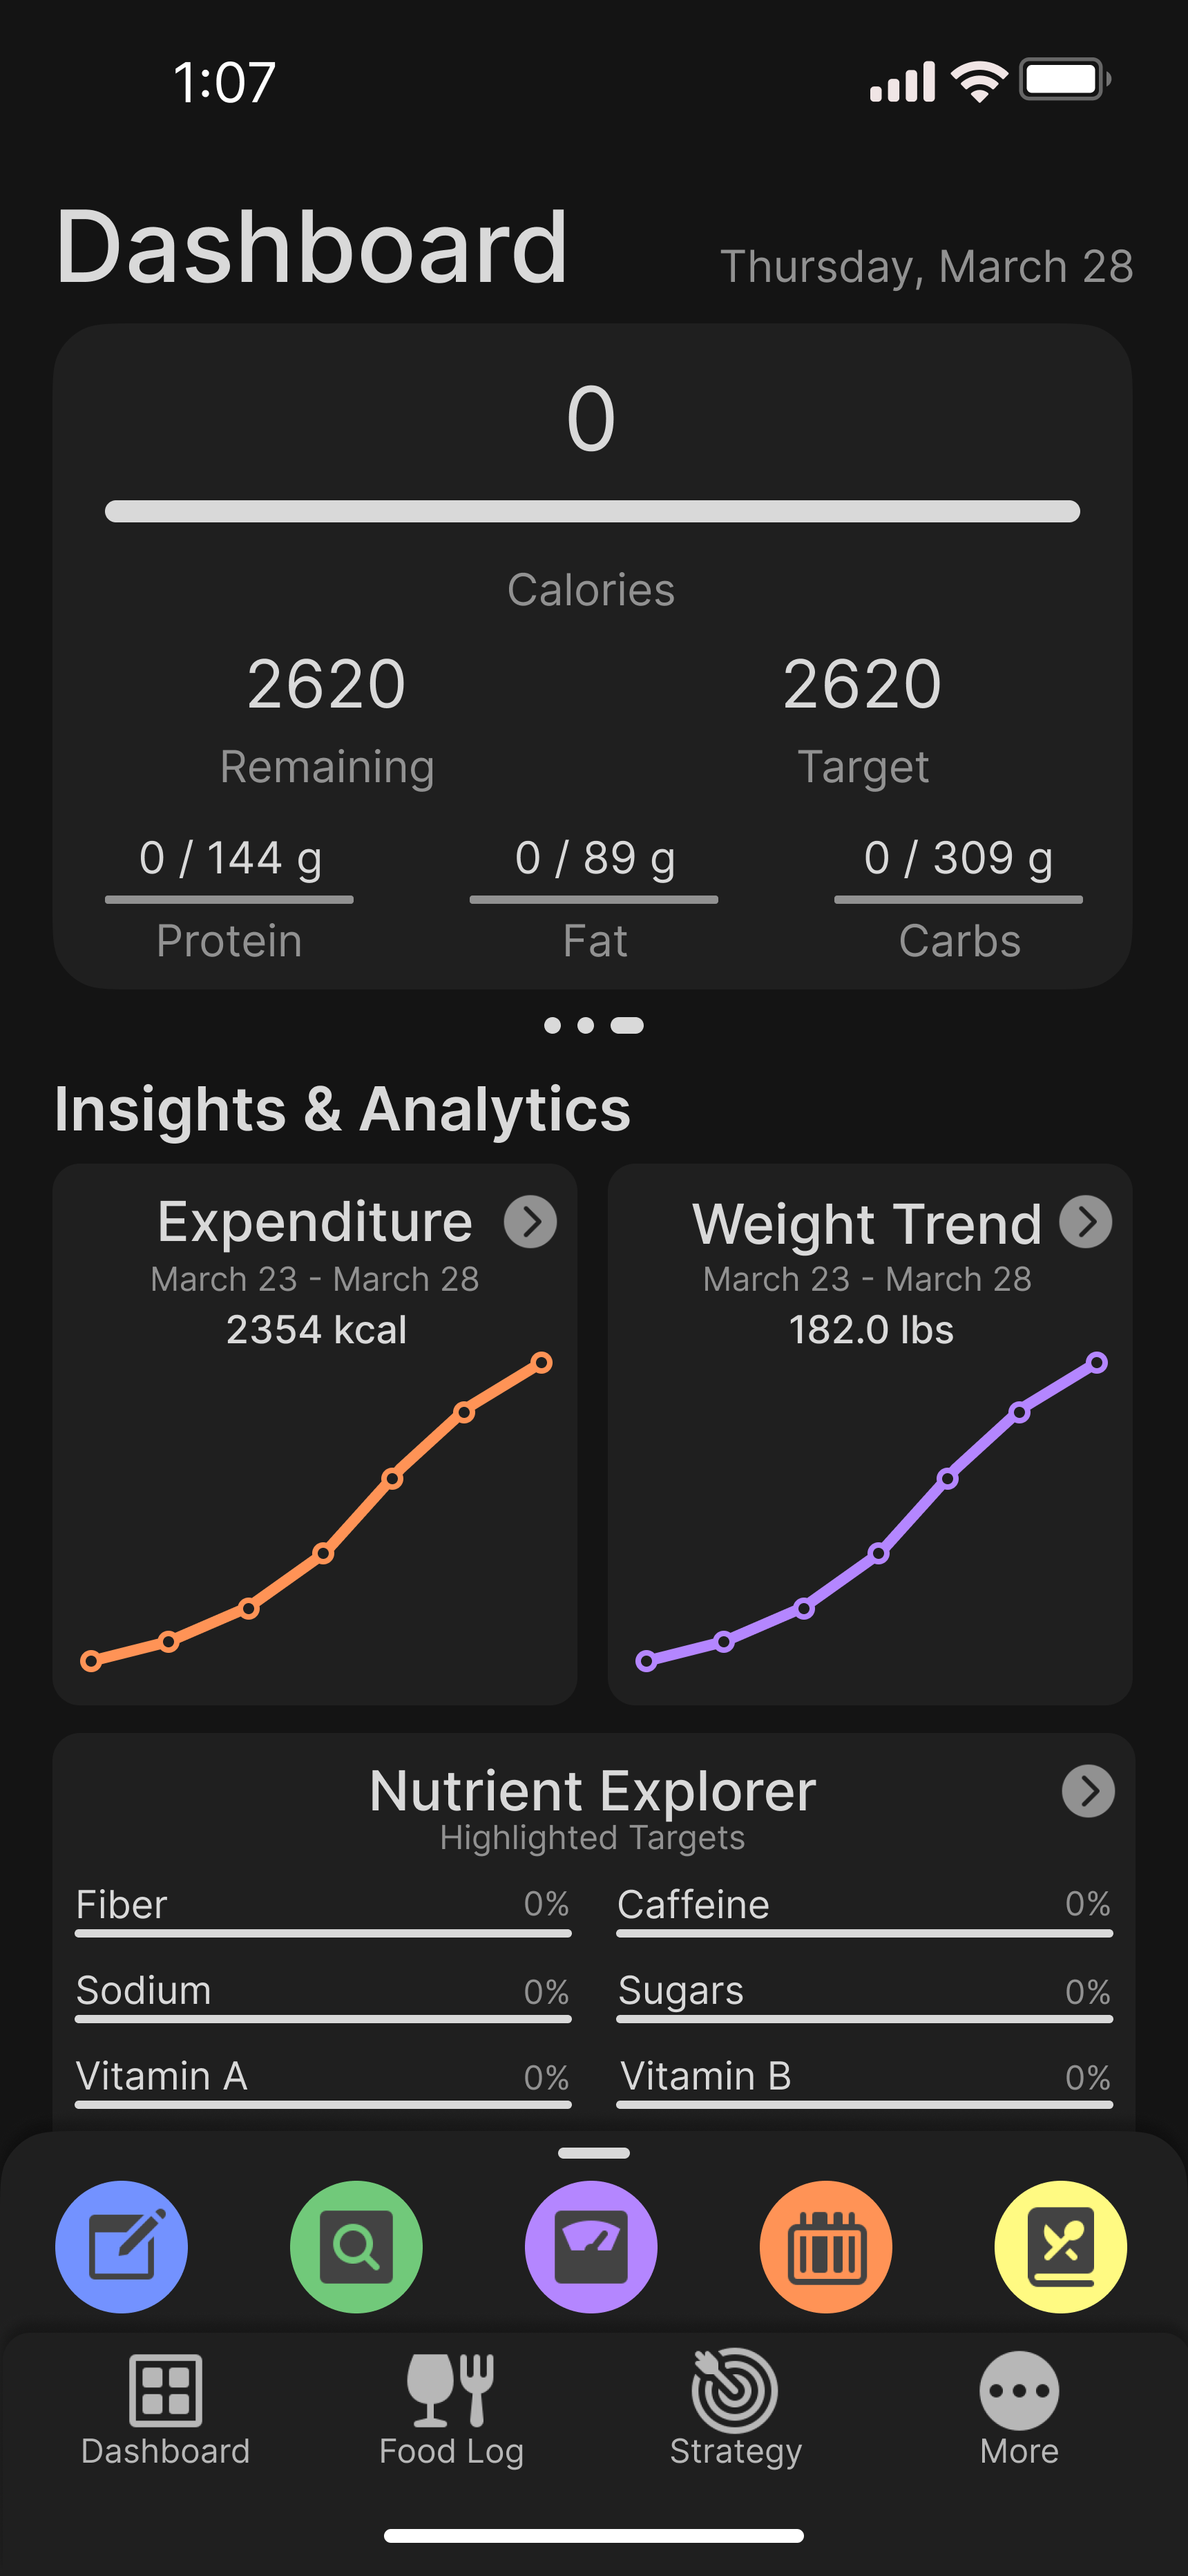 1:07
Dashboard
Thursday, March 28
0
Calories
2620
2620
Remaining
Target
0 / 144 g
0 / 89 g
0 / 309 g
Protein
Fat
Carbs
Insights & Analytics
Expenditure
March 23 - March 28
2354 kcal
Weight Trend
March 23 - March 28
182.0 lbs
Nutrient Explorer
Highlighted Targets
Fiber 0%
Caffeine 0%
Sodium 0%
Sugars 0%
Vitamin A 0%
Vitamin B 0%
Dashboard
Food Log
Strategy
More